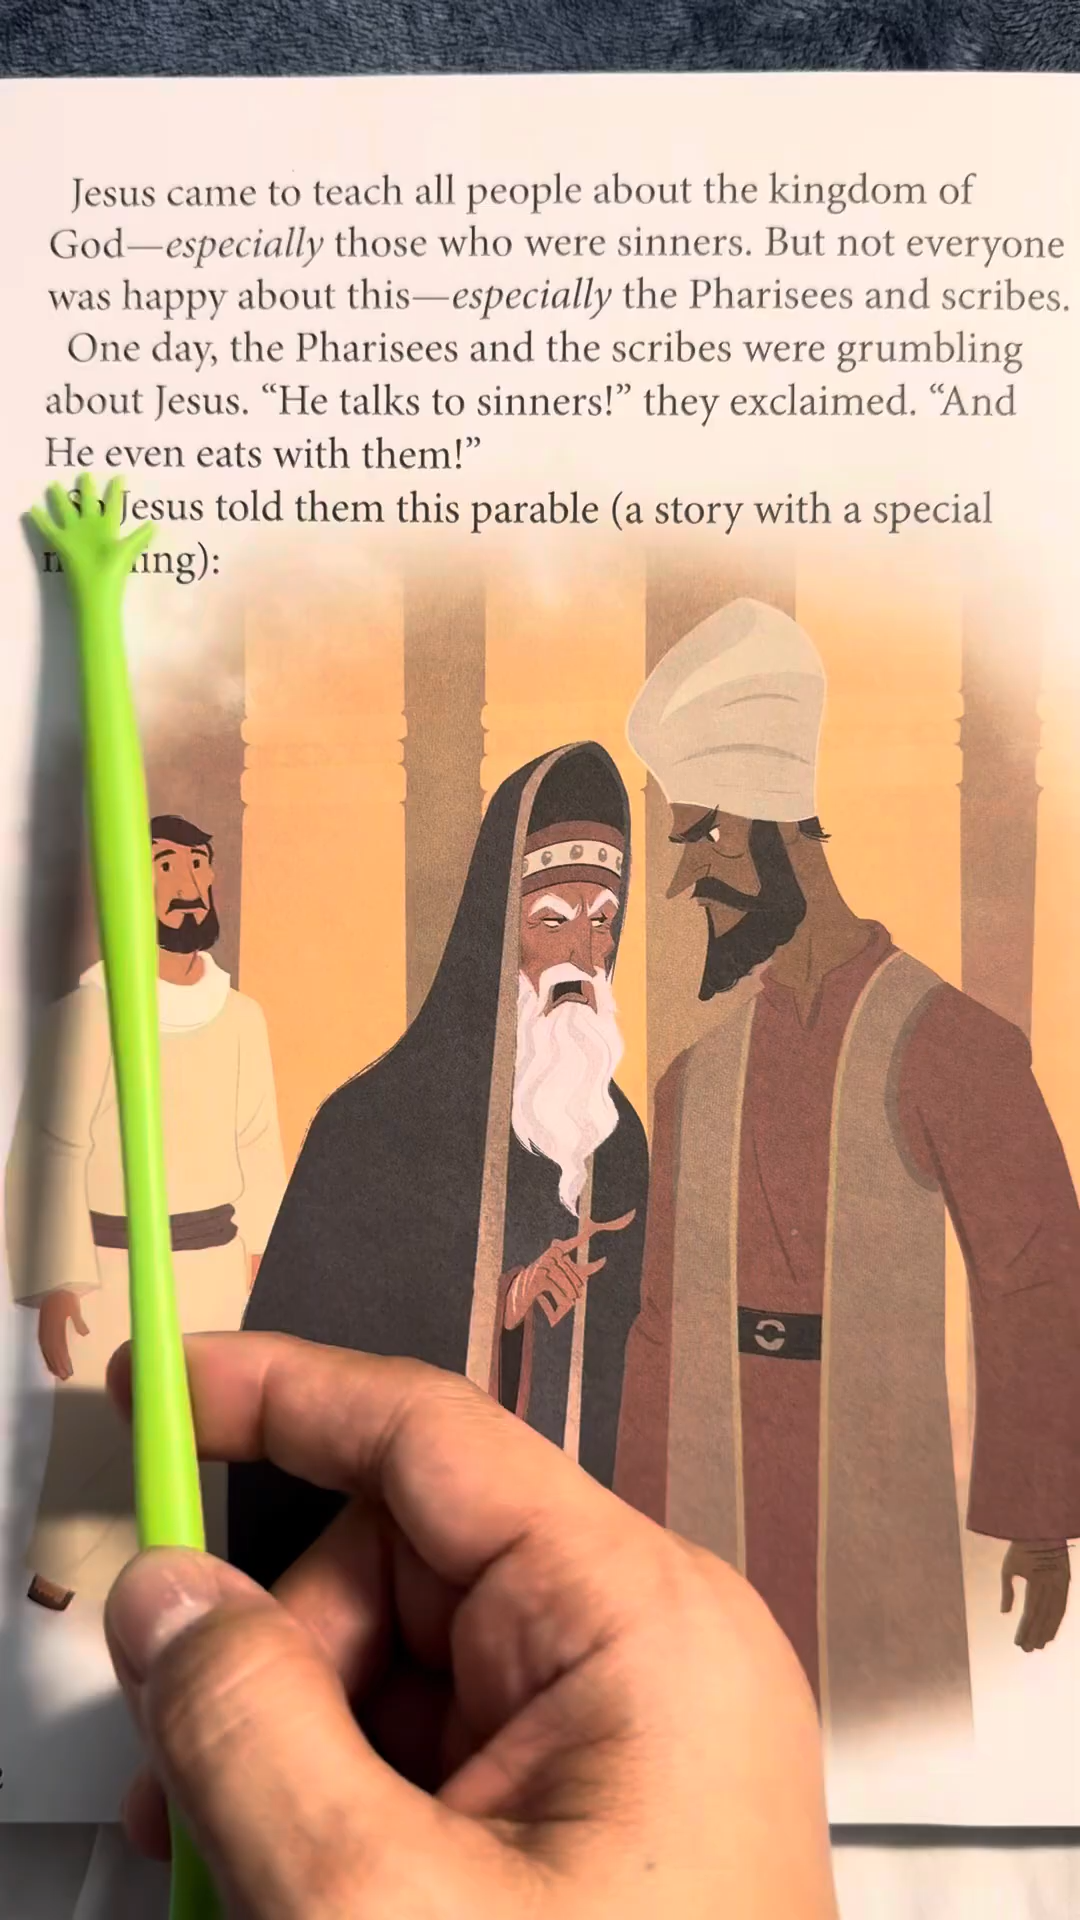 Jesus came to teach all people about the kingdom of
God—especially those who were sinners. But not everyone
was happy about this—especially the Pharisees and scribes.
One day, the Pharisees and the scribes were grumbling
about Jesus. “He talks to sinners!” they exclaimed. “And
He even eats with them!”
So Jesus told them this parable (a story with a special